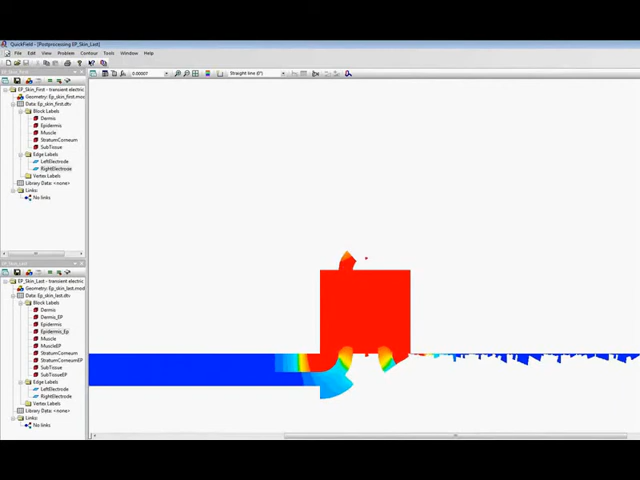 QuickField - [Postprocessing EP_Skin_Last]
File Edit View Problem Contour Tools Window Help
0.00007
Straight line (0°)
EP_Skin_First
EP_Skin_First - transient electric
Geometry: Ep_skin_first.mod
Data: Ep_skin_first.dtv
Block Labels
Dermis
Epidermis
Muscle
StratumCorneum
SubTissue
Edge Labels
LeftElectrode
RightElectrode
Vertex Labels
Library Data: <none>
Links:
No links
EP_Skin_Last
EP_Skin_Last - transient electric
Geometry: Ep_skin_last.mod
Data: Ep_skin_last.dtv
Block Labels
Dermis
Dermis_EP
Epidermis
Epidermis_Ep
Muscle
MuscleEP
StratumCorneum
StratumCorneumEP
SubTissue
SubTissueEP
Edge Labels
LeftElectrode
RightElectrode
Vertex Labels
Library Data: <none>
Links:
No links